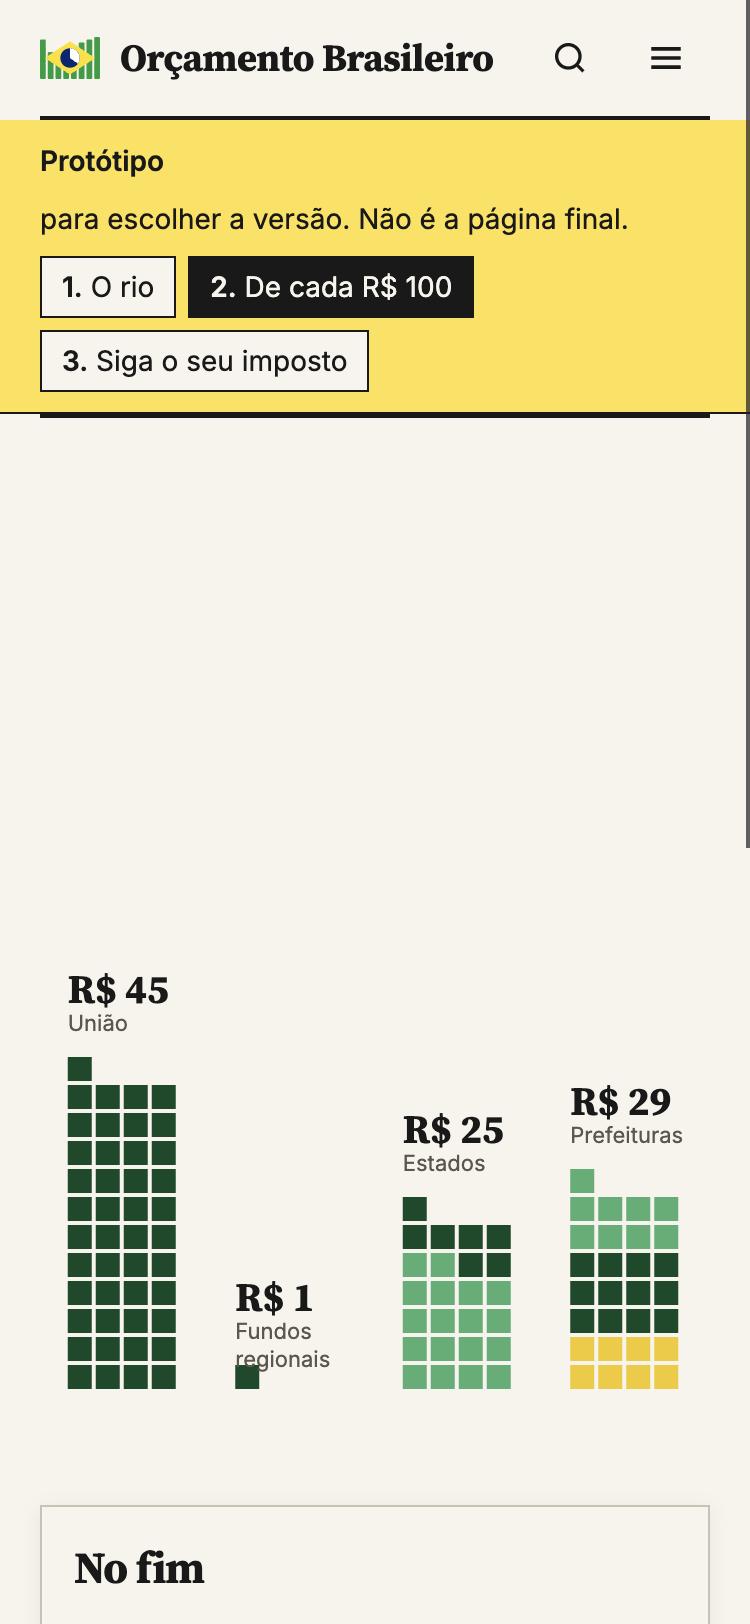 Orçamento Brasileiro
Protótipo
para escolher a versão. Não é a página final.
1. O rio
2. De cada R$ 100
3. Siga o seu imposto
R$ 45
União
R$ 1
Fundos
regionais
R$ 25
Estados
R$ 29
Prefeituras
No fim